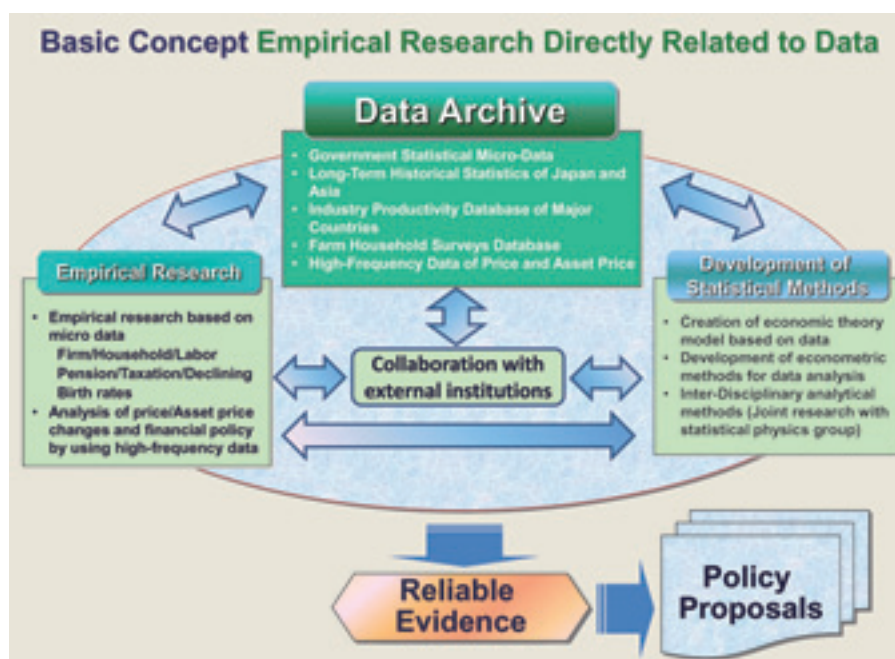 Basic Concept Empirical Research Directly Related to Data
Data Archive
• Government Statistical Micro-Data
• Long-Term Historical Statistics of Japan and
Asia
• Industry Productivity Database of Major
Countries
• Farm Household Surveys Database
• High-Frequency Data of Price and Asset Price
Empirical Research
• Empirical research based on
micro data
Firm/Household/Labor
Pension/Taxation/Declining
Birth rates
• Analysis of price/Asset price
changes and financial policy
by using high-frequency data
Collaboration with
external institutions
Development of
Statistical Methods
• Creation of economic theory
model based on data
• Development of econometric
methods for data analysis
• Inter-Disciplinary analytical
methods (Joint research with
statistical physics group)
Reliable
Evidence
Policy
Proposals